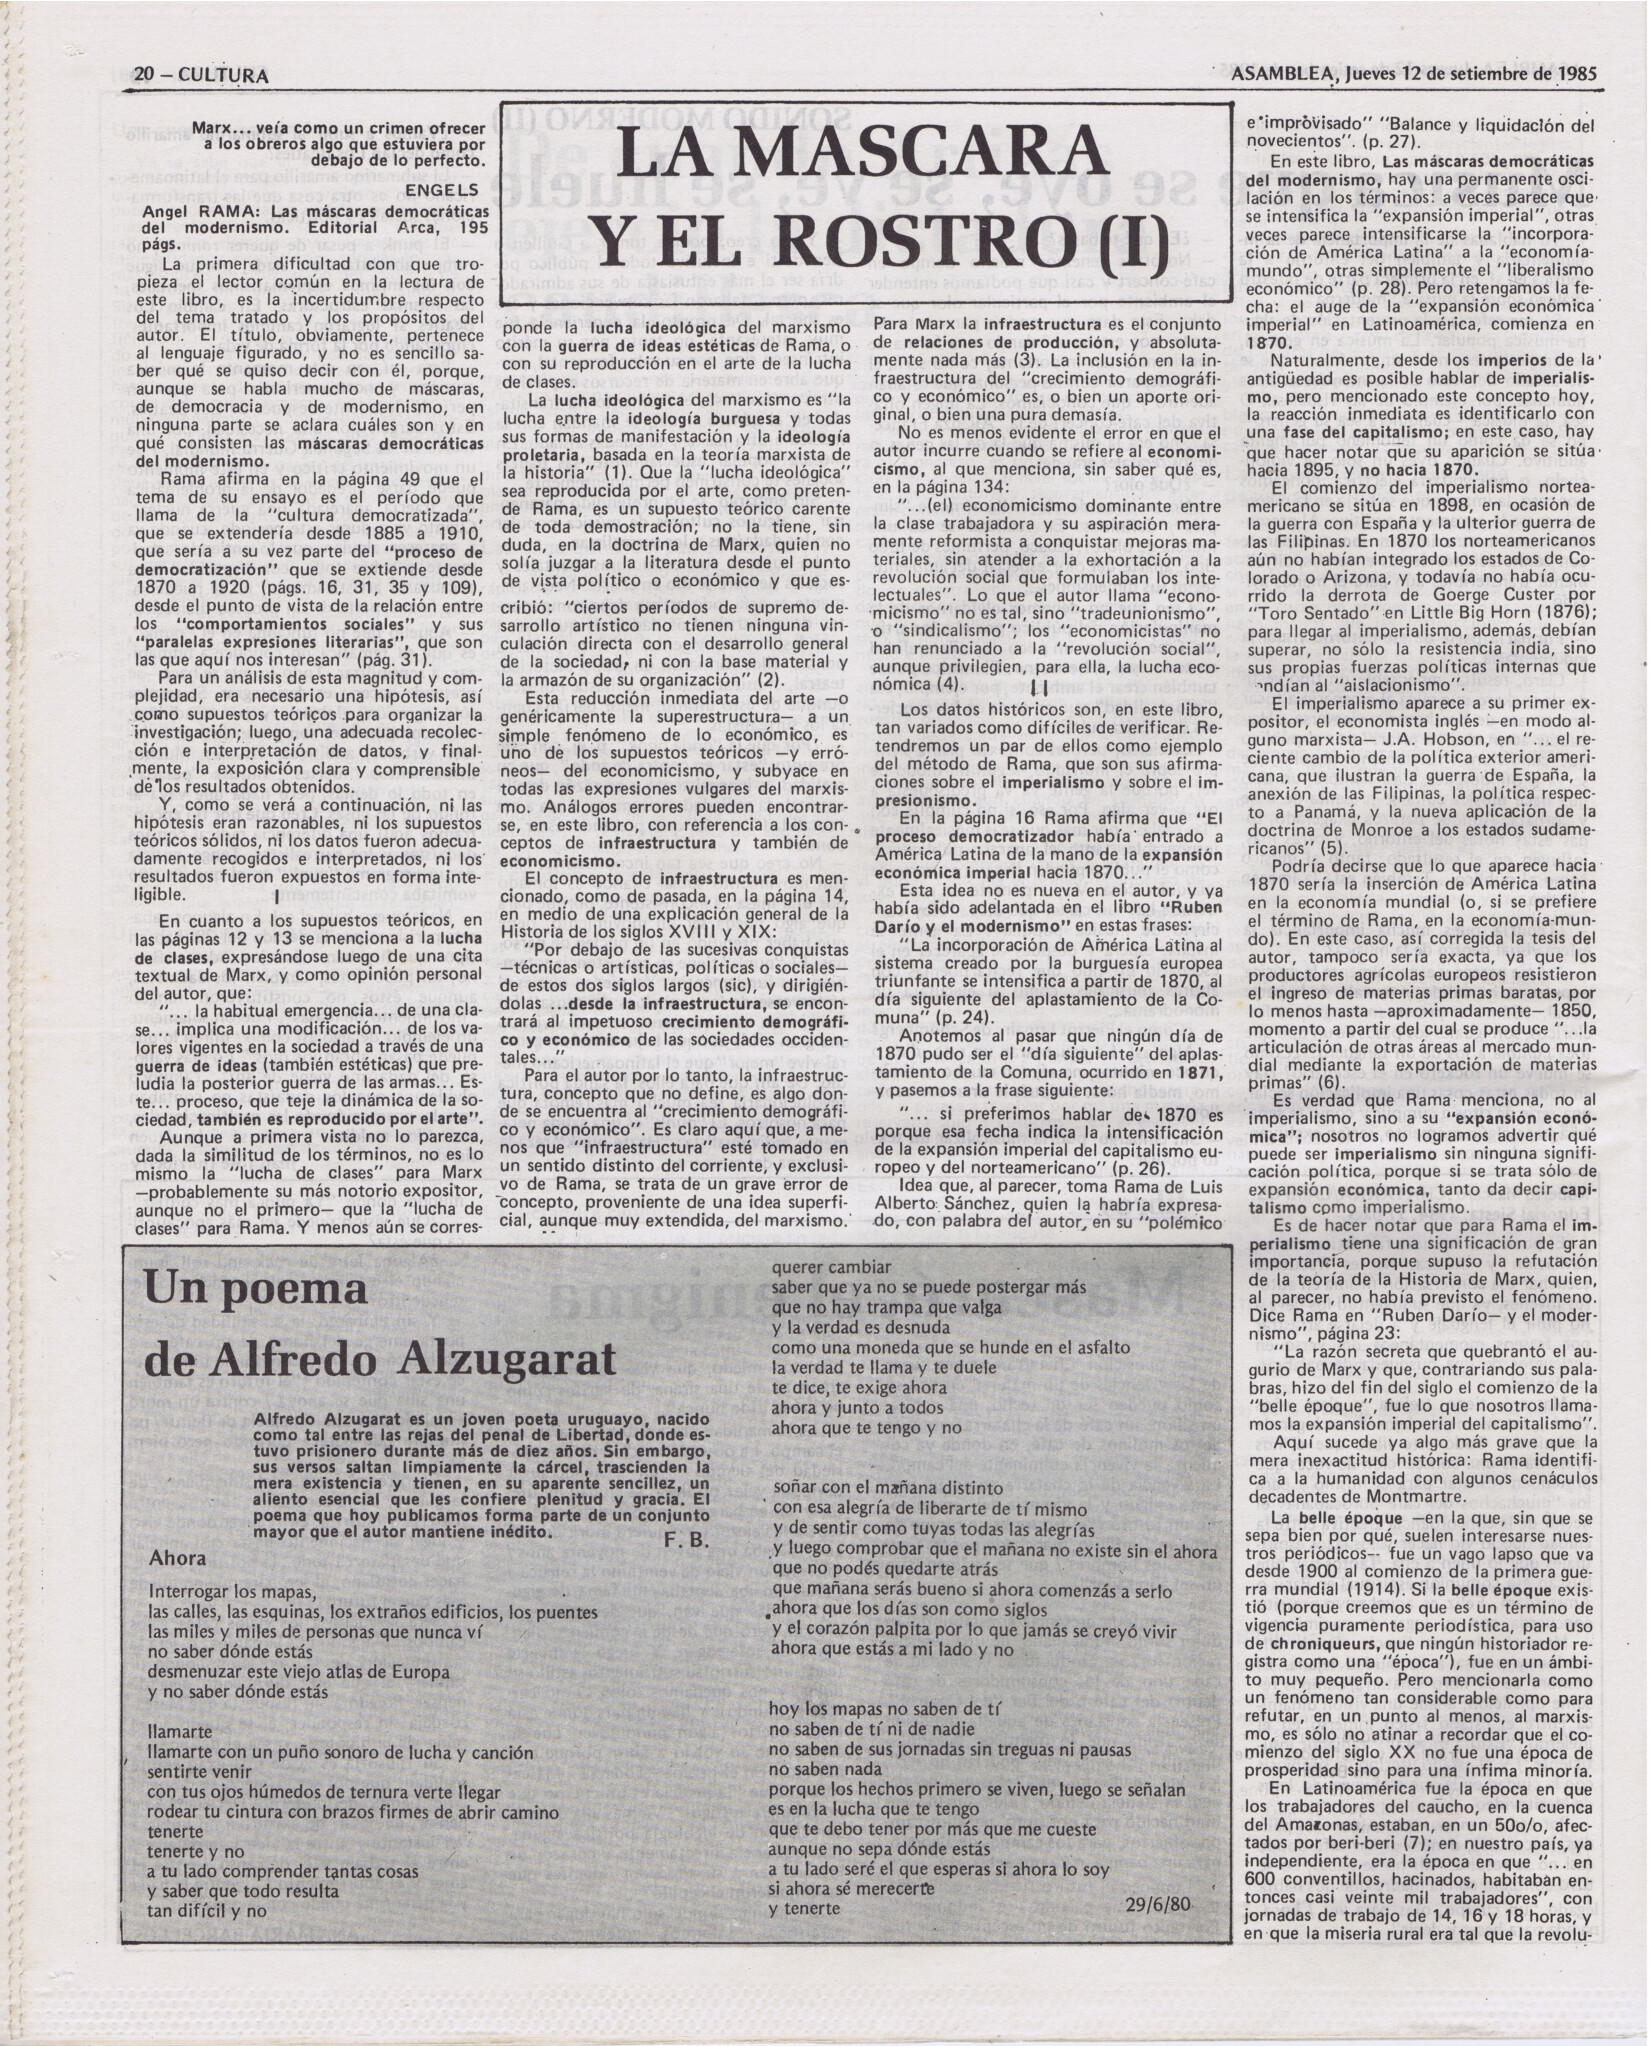 20 – CULTURA
ASAMBLEA, Jueves 12 de setiembre de 1985
LA MASCARA
Y EL ROSTRO (I)
Marx... veía como un crimen ofrecer
a los obreros algo que estuviera por
debajo de lo perfecto.
ENGELS
Angel RAMA: Las máscaras democráticas
del modernismo. Editorial Arca, 195
págs.
La primera dificultad con que tro-
pieza el lector común en la lectura de
este libro, es la incertidumbre respecto
del tema tratado y los propósitos del
autor. El título, obviamente, pertenece
al lenguaje figurado, y no es sencillo sa-
ber qué se quiso decir con él, porque,
aunque se habla mucho de máscaras,
de democracia y de modernismo, en
ninguna parte se aclara cuáles son y en
qué consisten las máscaras democráticas
del modernismo.
Rama afirma en la página 49 que el
tema de su ensayo es el período que
llama de la "cultura democratizada",
que se extendería desde 1885 a 1910,
que sería a su vez parte del "proceso de
democratización" que se extiende desde
1870 a 1920 (págs. 16, 31, 35 y 109),
desde el punto de vista de la relación entre
los "comportamientos sociales" y sus
"paralelas expresiones literarias", que son
las que aquí nos interesan" (pág. 31).
Para un análisis de esta magnitud y com-
plejidad, era necesario una hipótesis, así
como supuestos teóricos para organizar la
investigación; luego, una adecuada recolec-
ción e interpretación de datos, y final-
mente, la exposición clara y comprensible
de los resultados obtenidos.
Y, como se verá a continuación, ni las
hipótesis eran razonables, ni los supuestos
teóricos sólidos, ni los datos fueron adecua-
damente recogidos e interpretados, ni los
resultados fueron expuestos en forma inte-
ligible.
I
En cuanto a los supuestos teóricos, en
las páginas 12 y 13 se menciona a la lucha
de clases, expresándose luego de una cita
textual de Marx, y como opinión personal
del autor, que:
"... la habitual emergencia... de una cla-
se... implica una modificación... de los va-
lores vigentes en la sociedad a través de una
guerra de ideas (también estéticas) que pre-
ludia la posterior guerra de las armas... Es-
te... proceso, que teje la dinámica de la so-
ciedad, también es reproducido por el arte".
Aunque a primera vista no lo parezca,
dada la similitud de los términos, no es lo
mismo la "lucha de clases" para Marx
—probablemente su más notorio expositor,
aunque no el primero— que la "lucha de
clases" para Rama. Y menos aún se corres-
ponde la lucha ideológica del marxismo
con la guerra de ideas estéticas de Rama, o
con su reproducción en el arte de la lucha
de clases.
La lucha ideológica del marxismo es "la
lucha entre la ideología burguesa y todas
sus formas de manifestación y la ideología
proletaria, basada en la teoría marxista de
la historia" (1). Que la "lucha ideológica"
sea reproducida por el arte, como preten-
de Rama, es un supuesto teórico carente
de toda demostración; no la tiene, sin
duda, en la doctrina de Marx, quien no
solía juzgar a la literatura desde el punto
de vista político o económico y que es-
cribió: "ciertos períodos de supremo de-
sarrollo artístico no tienen ninguna vin-
culación directa con el desarrollo general
de la sociedad, ni con la base material y
la armazón de su organización" (2).
Esta reducción inmediata del arte —o
genéricamente la superestructura— a un
simple fenómeno de lo económico, es
uno de los supuestos teóricos —y erró-
neos— del economicismo, y subyace en
todas las expresiones vulgares del marxis-
mo. Análogos errores pueden encontrar-
se, en este libro, con referencia a los con-
ceptos de infraestructura y también de
economicismo.
El concepto de infraestructura es men-
cionado, como de pasada, en la página 14,
en medio de una explicación general de la
Historia de los siglos XVIII y XIX:
"Por debajo de las sucesivas conquistas
—técnicas o artísticas, políticas o sociales—
de estos dos siglos largos (sic), y dirigién-
dolas ...desde la infraestructura, se encon-
trará al impetuoso crecimiento demográfi-
co y económico de las sociedades occiden-
tales..."
Para el autor por lo tanto, la infraestruc-
tura, concepto que no define, es algo don-
de se encuentra al "crecimiento demográfi-
co y económico". Es claro aquí que, a me-
nos que "infraestructura" esté tomado en
un sentido distinto del corriente, y exclusi-
vo de Rama, se trata de un grave error de
concepto, proveniente de una idea superfi-
cial, aunque muy extendida, del marxismo.
Para Marx la infraestructura es el conjunto
de relaciones de producción, y absoluta-
mente nada más (3). La inclusión en la in-
fraestructura del "crecimiento demográfi-
co y económico" es, o bien un aporte ori-
ginal, o bien una pura demasía.
No es menos evidente el error en que el
autor incurre cuando se refiere al economi-
cismo, al que menciona, sin saber qué es,
en la página 134:
"...(el) economicismo dominante entre
la clase trabajadora y su aspiración mera-
mente reformista a conquistar mejoras ma-
teriales, sin atender a la exhortación a la
revolución social que formulaban los inte-
lectuales". Lo que el autor llama "econo-
micismo" no es tal, sino "tradeunionismo",
o "sindicalismo"; los "economicistas" no
han renunciado a la "revolución social",
aunque privilegien, para ella, la lucha eco-
nómica (4).
II
Los datos históricos son, en este libro,
tan variados como difíciles de verificar. Re-
tendremos un par de ellos como ejemplo
del método de Rama, que son sus afirma-
ciones sobre el imperialismo y sobre el im-
presionismo.
En la página 16 Rama afirma que "El
proceso democratizador había entrado a
América Latina de la mano de la expansión
económica imperial hacia 1870..."
Esta idea no es nueva en el autor, y ya
había sido adelantada en el libro "Ruben
Darío y el modernismo" en estas frases:
"La incorporación de América Latina al
sistema creado por la burguesía europea
triunfante se intensifica a partir de 1870, al
día siguiente del aplastamiento de la Co-
muna" (p. 24).
Anotemos al pasar que ningún día de
1870 pudo ser el "día siguiente" del aplas-
tamiento de la Comuna, ocurrido en 1871,
y pasemos a la frase siguiente:
"... si preferimos hablar de 1870 es
porque esa fecha indica la intensificación
de la expansión imperial del capitalismo eu-
ropeo y del norteamericano" (p. 26).
Idea que, al parecer, toma Rama de Luis
Alberto Sánchez, quien la habría expresa-
do, con palabra del autor, en su "polémico
e improvisado" "Balance y liquidación del
novecientos". (p. 27).
En este libro, Las máscaras democráticas
del modernismo, hay una permanente osci-
lación en los términos: a veces parece que
se intensifica la "expansión imperial", otras
veces parece intensificarse la "incorpora-
ción de América Latina" a la "economía-
mundo", otras simplemente el "liberalismo
económico" (p. 28). Pero retengamos la fe-
cha: el auge de la "expansión económica
imperial" en Latinoamérica, comienza en
1870.
Naturalmente, desde los imperios de la
antigüedad es posible hablar de imperialis-
mo, pero mencionado este concepto hoy,
la reacción inmediata es identificarlo con
una fase del capitalismo; en este caso, hay
que hacer notar que su aparición se sitúa
hacia 1895, y no hacia 1870.
El comienzo del imperialismo nortea-
mericano se sitúa en 1898, en ocasión de
la guerra con España y la ulterior guerra de
las Filipinas. En 1870 los norteamericanos
aún no habían integrado los estados de Co-
lorado o Arizona, y todavía no había ocu-
rrido la derrota de Goerge Custer por
"Toro Sentado" en Little Big Horn (1876);
para llegar al imperialismo, además, debían
superar, no sólo la resistencia india, sino
sus propias fuerzas políticas internas que
al "aislacionismo".
El imperialismo aparece a su primer ex-
positor, el economista inglés —en modo al-
guno marxista— J.A. Hobson, en "... el re-
ciente cambio de la política exterior ameri-
cana, que ilustran la guerra de España, la
anexión de las Filipinas, la política respec-
to a Panamá, y la nueva aplicación de la
doctrina de Monroe a los estados sudame-
ricanos" (5).
Podría decirse que lo que aparece hacia
1870 sería la inserción de América Latina
en la economía mundial (o, si se prefiere
el término de Rama, en la economía-mun-
do). En este caso, así corregida la tesis del
autor, tampoco sería exacta, ya que los
productores agrícolas europeos resistieron
el ingreso de materias primas baratas, por
lo menos hasta —aproximadamente— 1850,
momento a partir del cual se produce "...la
articulación de otras áreas al mercado mun-
dial mediante la exportación de materias
primas" (6).
Es verdad que Rama menciona, no al
imperialismo, sino a su "expansión econó-
mica"; nosotros no logramos advertir qué
puede ser imperialismo sin ninguna signifi-
cación política, porque si se trata sólo de
expansión económica, tanto da decir capi-
talismo como imperialismo.
Es de hacer notar que para Rama el im-
perialismo tiene una significación de gran
importancia, porque supuso la refutación
de la teoría de la Historia de Marx, quien,
al parecer, no había previsto el fenómeno.
Dice Rama en "Ruben Darío— y el moder-
nismo", página 23:
"La razón secreta que quebrantó el au-
gurio de Marx y que, contrariando sus pala-
bras, hizo del fin del siglo el comienzo de la
"belle époque", fue lo que nosotros llama-
mos la expansión imperial del capitalismo".
Aquí sucede ya algo más grave que la
mera inexactitud histórica: Rama identifi-
ca a la humanidad con algunos cenáculos
decadentes de Montmartre.
La belle époque —en la que, sin que se
sepa bien por qué, suelen interesarse nues-
tros periódicos-- fue un vago lapso que va
desde 1900 al comienzo de la primera gue-
rra mundial (1914). Si la belle époque exis-
tió (porque creemos que es un término de
vigencia puramente periodística, para uso
de chroniqueurs, que ningún historiador re-
gistra como una "época"), fue en un ámbi-
to muy pequeño. Pero mencionarla como
un fenómeno tan considerable como para
refutar, en un punto al menos, al marxis-
mo, es sólo no atinar a recordar que el co-
mienzo del siglo XX no fue una época de
prosperidad sino para una ínfima minoría.
En Latinoamérica fue la época en que
los trabajadores del caucho, en la cuenca
del Amazonas, estaban, en un 50o/o, afec-
tados por beri-beri (7); en nuestro país, ya
independiente, era la época en que "... en
600 conventillos, hacinados, habitaban en-
tonces casi veinte mil trabajadores", con
jornadas de trabajo de 14, 16 y 18 horas, y
en que la miseria rural era tal que la revolu-
Un poema
de Alfredo Alzugarat
Alfredo Alzugarat es un joven poeta uruguayo, nacido
como tal entre las rejas del penal de Libertad, donde es-
tuvo prisionero durante más de diez años. Sin embargo,
sus versos saltan limpiamente la cárcel, trascienden la
mera existencia y tienen, en su aparente sencillez, un
aliento esencial que les confiere plenitud y gracia. El
poema que hoy publicamos forma parte de un conjunto
mayor que el autor mantiene inédito.
F. B.
Ahora
Interrogar los mapas,
las calles, las esquinas, los extraños edificios, los puentes
las miles y miles de personas que nunca ví
no saber dónde estás
desmenuzar este viejo atlas de Europa
y no saber dónde estás
llamarte
llamarte con un puño sonoro de lucha y canción
sentirte venir
con tus ojos húmedos de ternura verte llegar
rodear tu cintura con brazos firmes de abrir camino
tenerte
tenerte y no
a tu lado comprender tantas cosas
y saber que todo resulta
tan difícil y no
querer cambiar
saber que ya no se puede postergar más
que no hay trampa que valga
y la verdad es desnuda
como una moneda que se hunde en el asfalto
la verdad te llama y te duele
te dice, te exige ahora
ahora y junto a todos
ahora que te tengo y no
soñar con el mañana distinto
con esa alegría de liberarte de tí mismo
y de sentir como tuyas todas las alegrías
y luego comprobar que el mañana no existe sin el ahora
que no podés quedarte atrás
que mañana serás bueno si ahora comenzás a serlo
ahora que los días son como siglos
y el corazón palpita por lo que jamás se creyó vivir
ahora que estás a mi lado y no
hoy los mapas no saben de tí
no saben de tí ni de nadie
no saben de sus jornadas sin treguas ni pausas
no saben nada
porque los hechos primero se viven, luego se señalan
es en la lucha que te tengo
que te debo tener por más que me cueste
aunque no sepa dónde estás
a tu lado seré el que esperas si ahora lo soy
si ahora sé merecerte
y tenerte
29/6/80